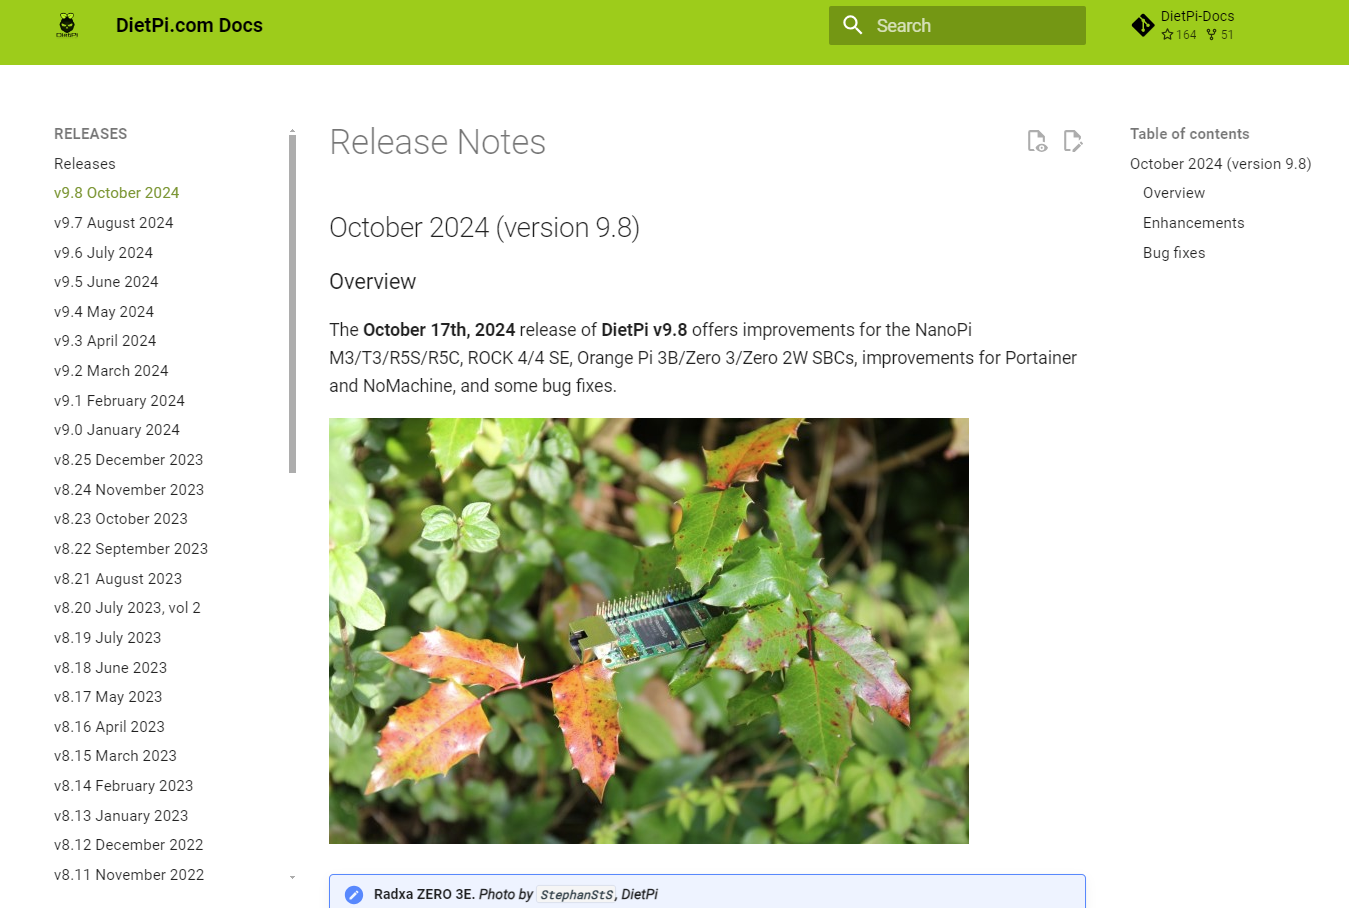 DietPi
DietPi.com Docs
Search
DietPi-Docs
164 51
RELEASES
Releases
v9.8 October 2024
v9.7 August 2024
v9.6 July 2024
v9.5 June 2024
v9.4 May 2024
v9.3 April 2024
v9.2 March 2024
v9.1 February 2024
v9.0 January 2024
v8.25 December 2023
v8.24 November 2023
v8.23 October 2023
v8.22 September 2023
v8.21 August 2023
v8.20 July 2023, vol 2
v8.19 July 2023
v8.18 June 2023
v8.17 May 2023
v8.16 April 2023
v8.15 March 2023
v8.14 February 2023
v8.13 January 2023
v8.12 December 2022
v8.11 November 2022
Release Notes
October 2024 (version 9.8)
Overview
The October 17th, 2024 release of DietPi v9.8 offers improvements for the NanoPi
M3/T3/R5S/R5C, ROCK 4/4 SE, Orange Pi 3B/Zero 3/Zero 2W SBCs, improvements for Portainer
and NoMachine, and some bug fixes.
Radxa ZERO 3E. Photo by StephanStS, DietPi
Table of contents
October 2024 (version 9.8)
Overview
Enhancements
Bug fixes